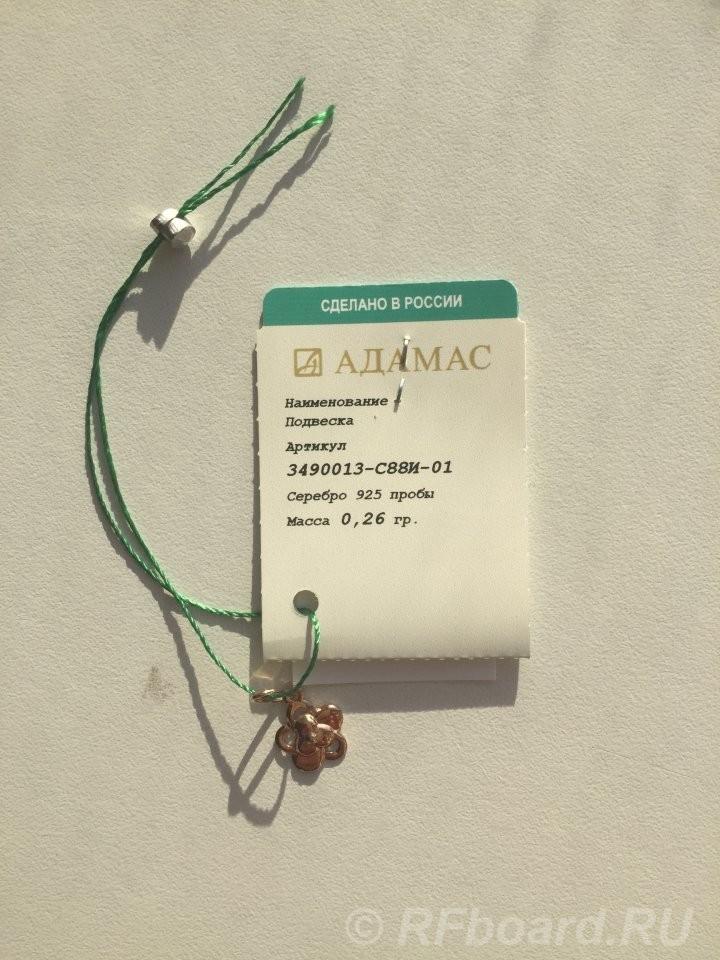 СДЕЛАНО В РОССИИ
АДАМАС
Наименование
Подвеска
Артикул
3490013-С88И-01
Серебро 925 пробы
Масса 0,26 гр.
© RFboard.RU